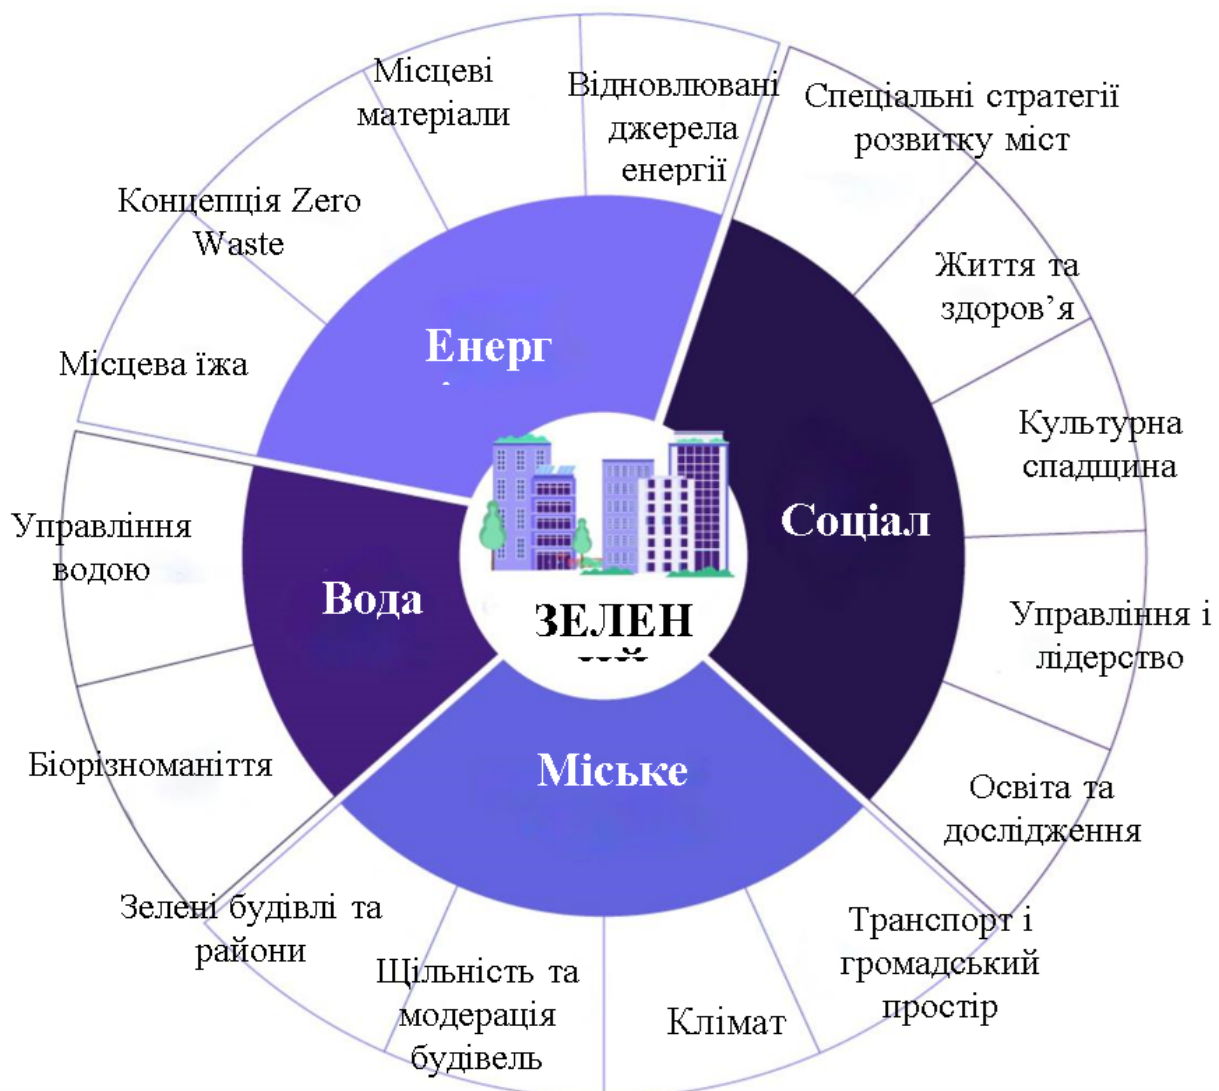 Місцеві
матеріали
Відновлювані
джерела
енергії
Спеціальні стратегії
розвитку міст
Концепція Zero
Waste
Життя та
здоров’я
Місцева їжа
Енерг
Культурна
спадщина
Соціал
Управління
водою
Вода
ЗЕЛЕН
ИЙ
Управління і
лідерство
Біорізноманіття
Міське
Освіта та
дослідження
Зелені будівлі та
райони
Щільність та
модерація
будівель
Клімат
Транспорт і
громадський
простір